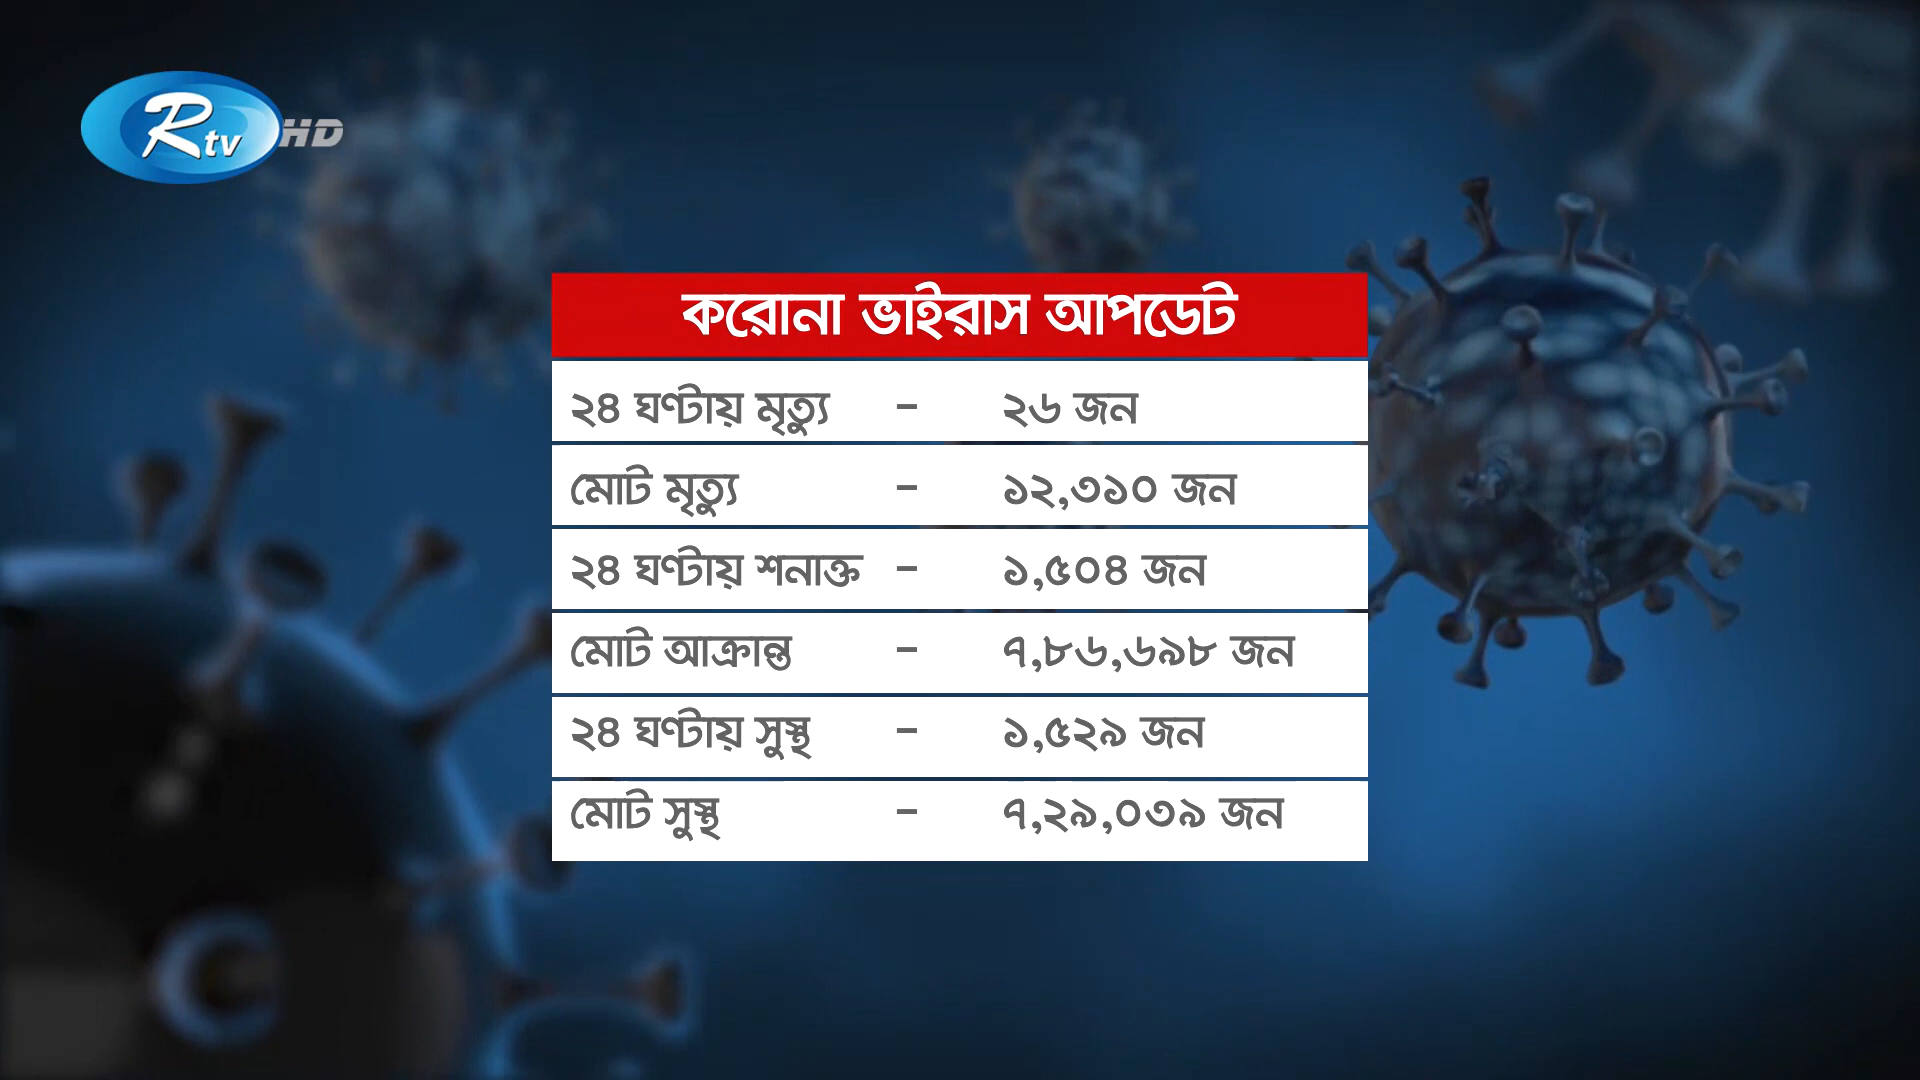 Rtv HD
করোনা ভাইরাস আপডেট
২৪ ঘণ্টায় মৃত্যু - ২৬ জন
মোট মৃত্যু - ১২,৩১০ জন
২৪ ঘণ্টায় শনাক্ত - ১,৫০৪ জন
মোট আক্রান্ত - ৭,৮৬,৬৯৮ জন
২৪ ঘণ্টায় সুস্থ - ১,৫২৯ জন
মোট সুস্থ - ৭,২৯,০৩৯ জন